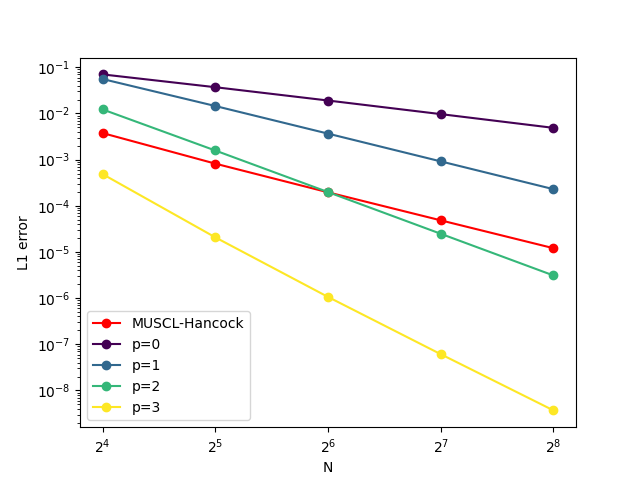 10⁻¹
10⁻²
10⁻³
10⁻⁴
10⁻⁵
10⁻⁶
10⁻⁷
10⁻⁸
L1 error
MUSCL-Hancock
p=0
p=1
p=2
p=3
2⁴ 2⁵ 2⁶ 2⁷ 2⁸
N